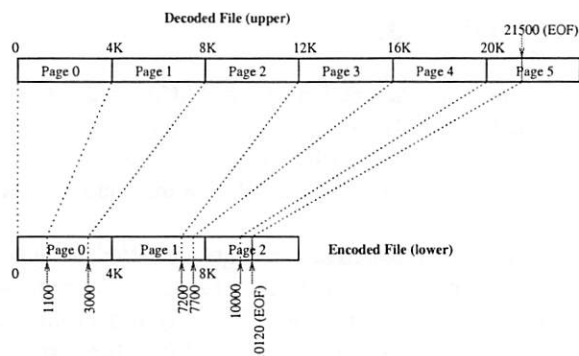 Decoded File (upper)
21500 (EOF)
0 4K 8K 12K 16K 20K
Page 0 Page 1 Page 2 Page 3 Page 4 Page 5
Page 0 Page 1 Page 2
Encoded File (lower)
0 4K 8K
1100 3000 7200 7700 10000 0120 (EOF)